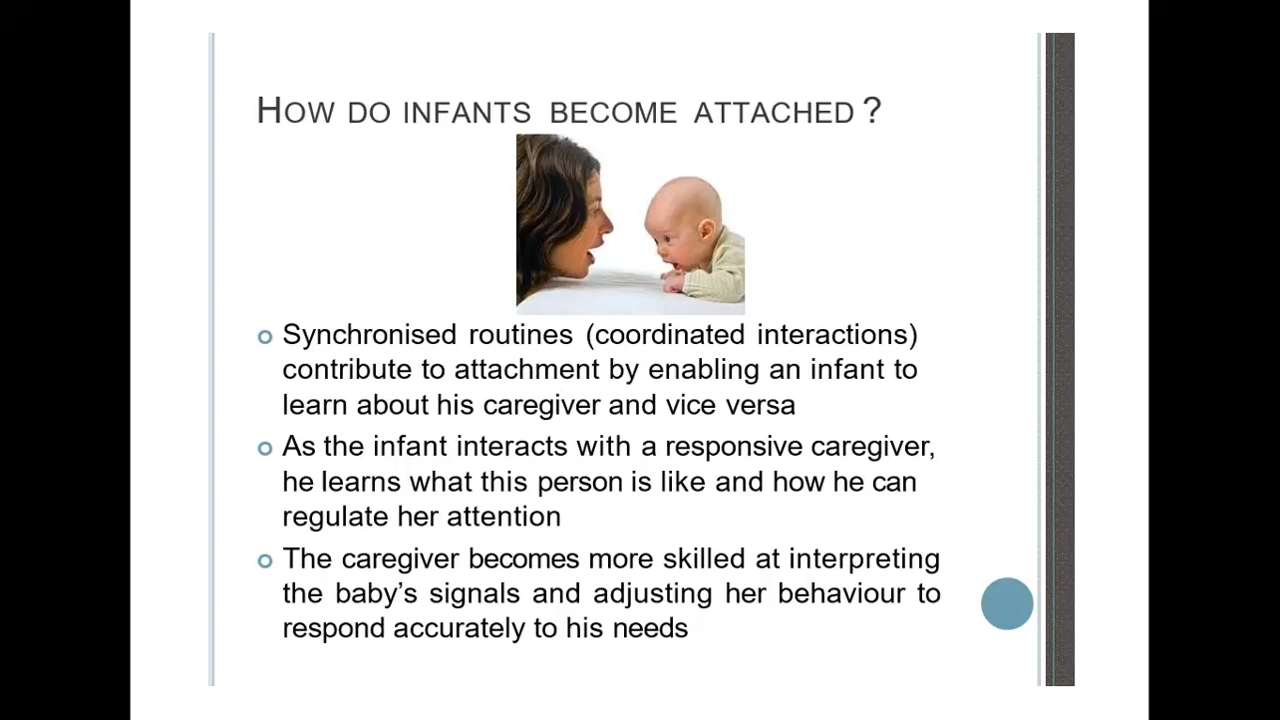 HOW DO INFANTS BECOME ATTACHED ?
Synchronised routines (coordinated interactions)
contribute to attachment by enabling an infant to
learn about his caregiver and vice versa
As the infant interacts with a responsive caregiver,
he learns what this person is like and how he can
regulate her attention
The caregiver becomes more skilled at interpreting
the baby’s signals and adjusting her behaviour to
respond accurately to his needs